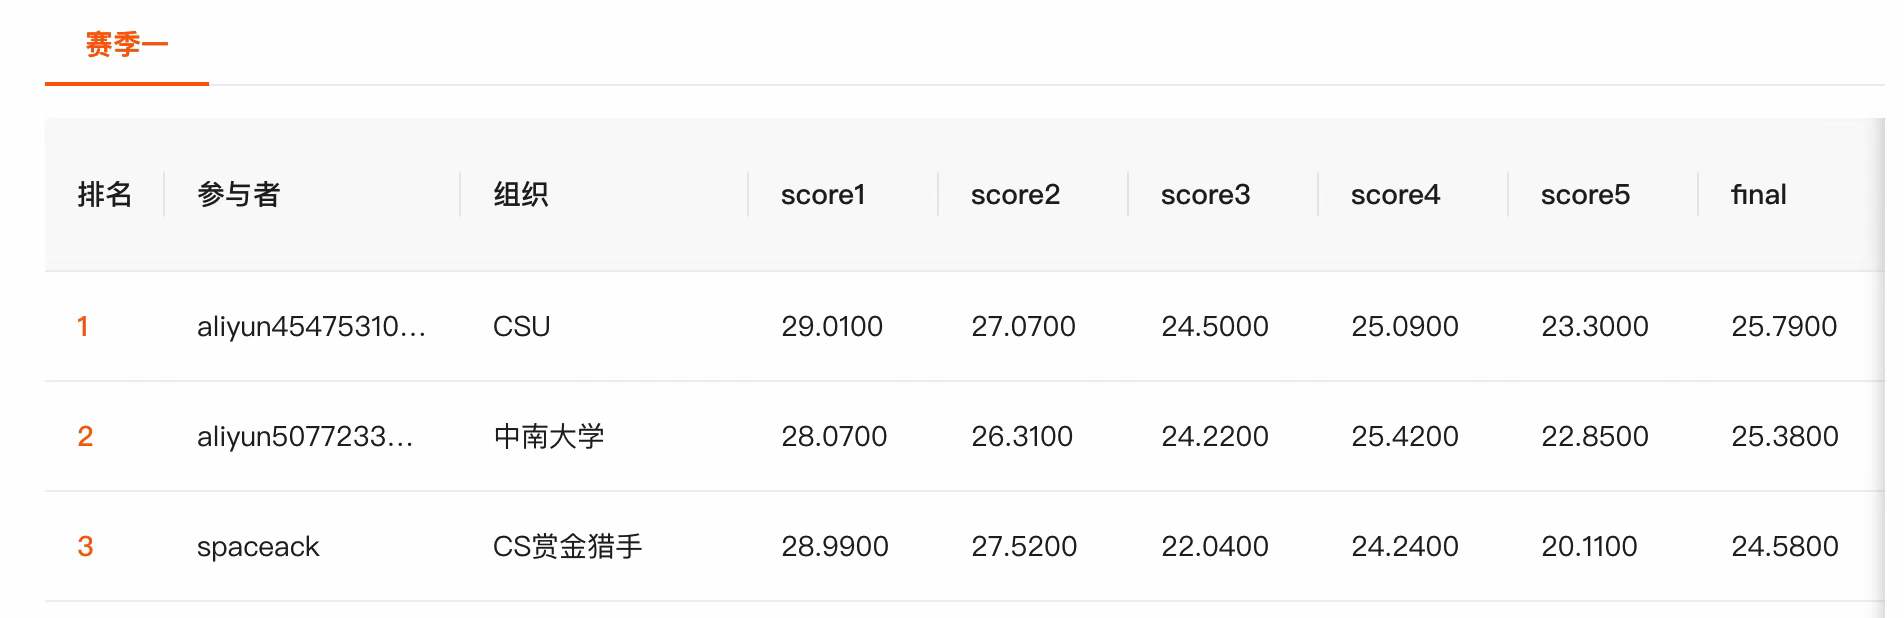 赛季一
排名 参与者 组织 score1 score2 score3 score4 score5 final
1 aliyun45475310... CSU 29.0100 27.0700 24.5000 25.0900 23.3000 25.7900
2 aliyun5077233... 中南大学 28.0700 26.3100 24.2200 25.4200 22.8500 25.3800
3 spaceack CS赏金猎手 28.9900 27.5200 22.0400 24.2400 20.1100 24.5800